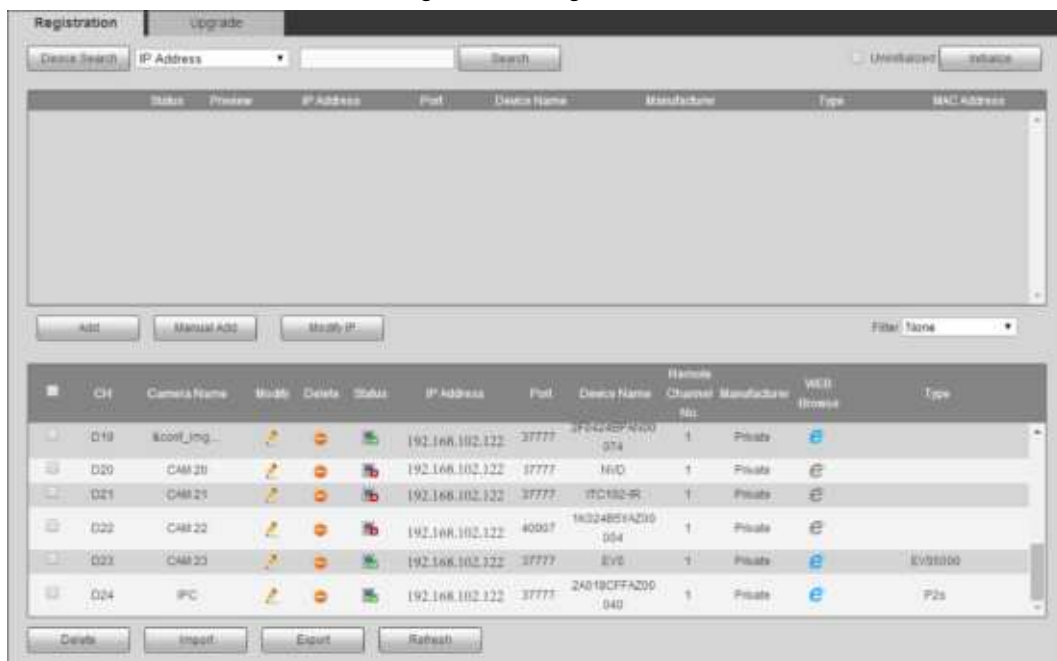 Registration Upgrade
Device Search IP Address Search Uninitialized Initialize
Status Preview IP Address Port Device Name Manufacturer Type MAC Address
Add Manual Add Modify IP Filter None
CH Camera Name Modify Delete Status IP Address Port Device Name Remote Channel No. Manufacturer WEB Browse Type
D19 &conf_img... 192.168.102.122 37777 074 1 Private
D20 CAM 20 192.168.102.122 37777 NVD 1 Private
D21 CAM 21 192.168.102.122 37777 ITC102-IR 1 Private
D22 CAM 22 192.168.102.122 40007 004 1 Private
D23 CAM 23 192.168.102.122 37777 EVS 1 Private
D24 IPC 192.168.102.122 37777 2A018CFFAZ00040 1 Private P2s
Delete Import Export Refresh